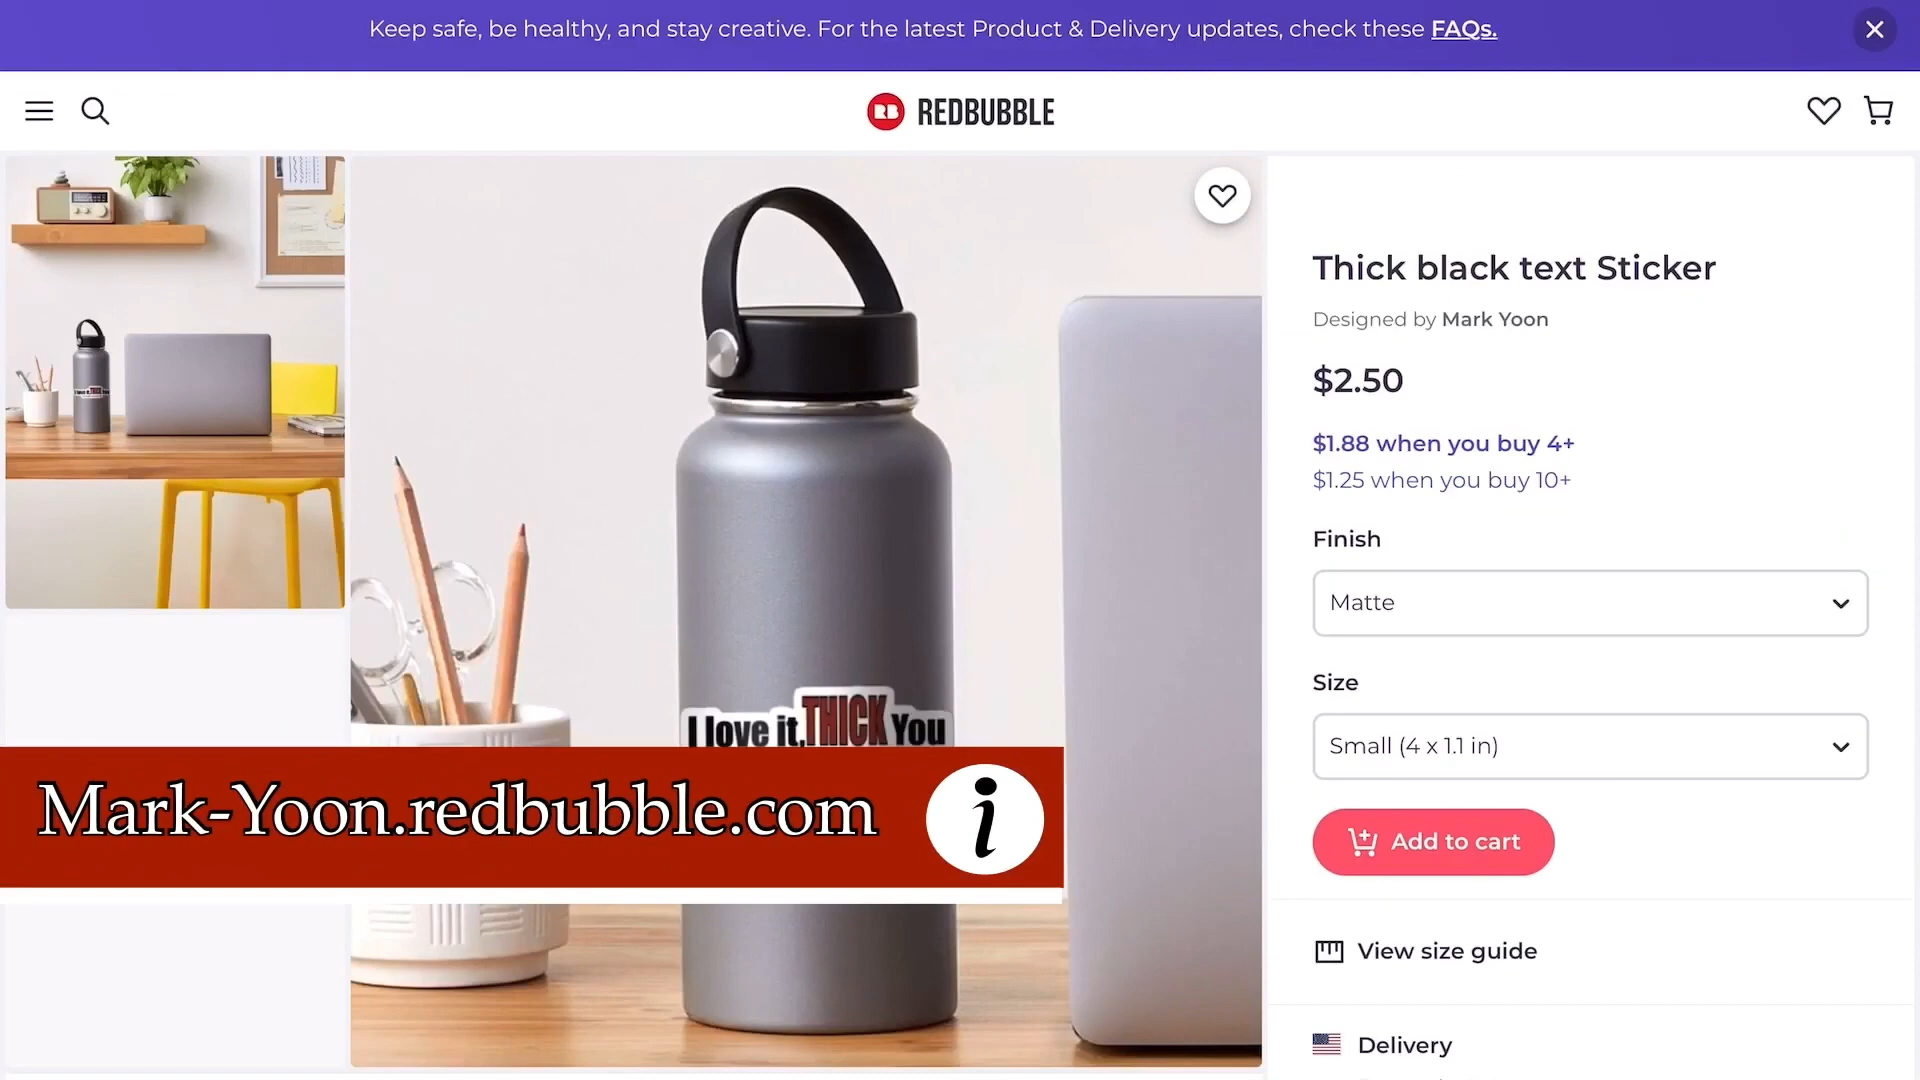 Keep safe, be healthy, and stay creative. For the latest Product & Delivery updates, check these FAQs.
RB REDBUBBLE
Thick black text Sticker
Designed by Mark Yoon
$2.50
$1.88 when you buy 4+
$1.25 when you buy 10+
Finish
Matte
Size
Small (4 x 1.1 in)
Add to cart
View size guide
Delivery
I love it, THICK You
Mark-Yoon.redbubble.com i